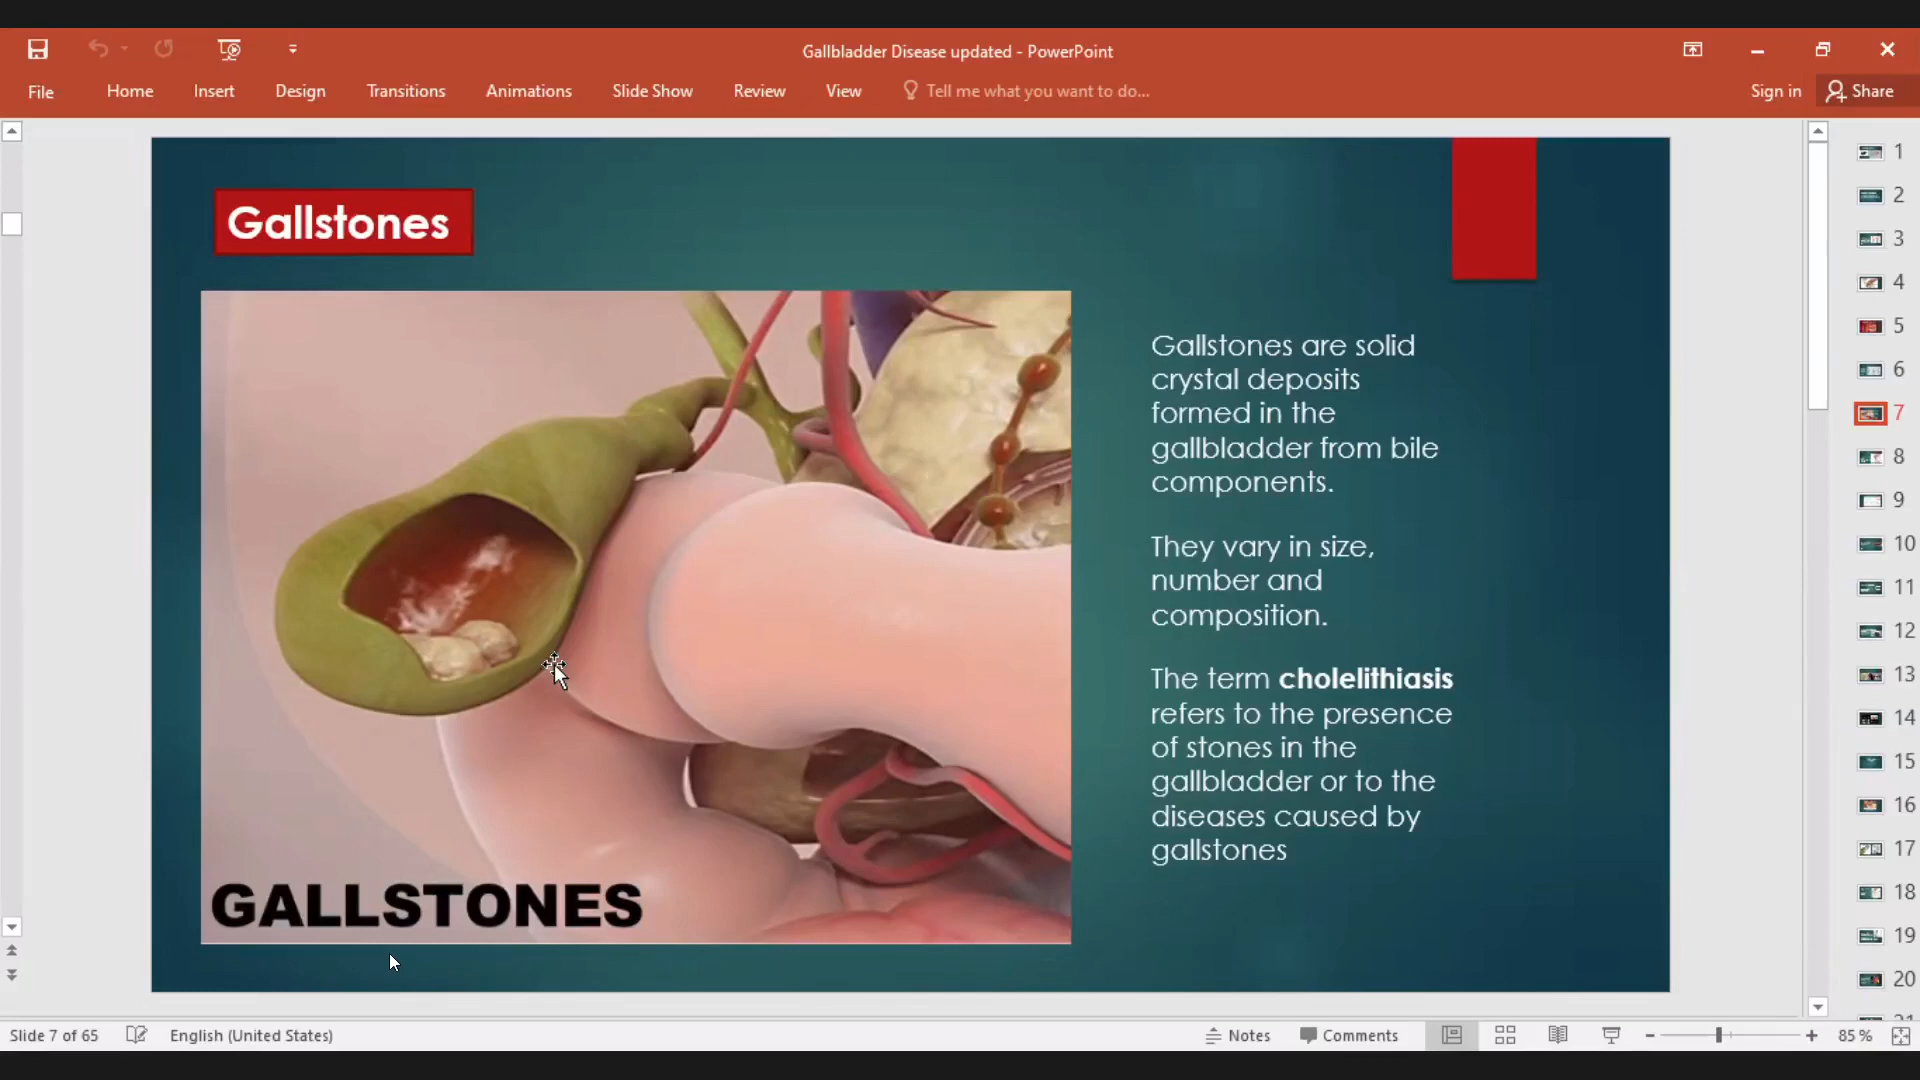 Gallbladder Disease updated - PowerPoint
File Home Insert Design Transitions Animations Slide Show Review View Tell me what you want to do... Sign in Share
Gallstones
Gallstones are solid
crystal deposits
formed in the
gallbladder from bile
components.
They vary in size,
number and
composition.
The term cholelithiasis
refers to the presence
of stones in the
gallbladder or to the
diseases caused by
gallstones
GALLSTONES
1
2
3
4
5
6
7
8
9
10
11
12
13
14
15
16
17
18
19
20
Slide 7 of 65 English (United States) Notes Comments 85 %